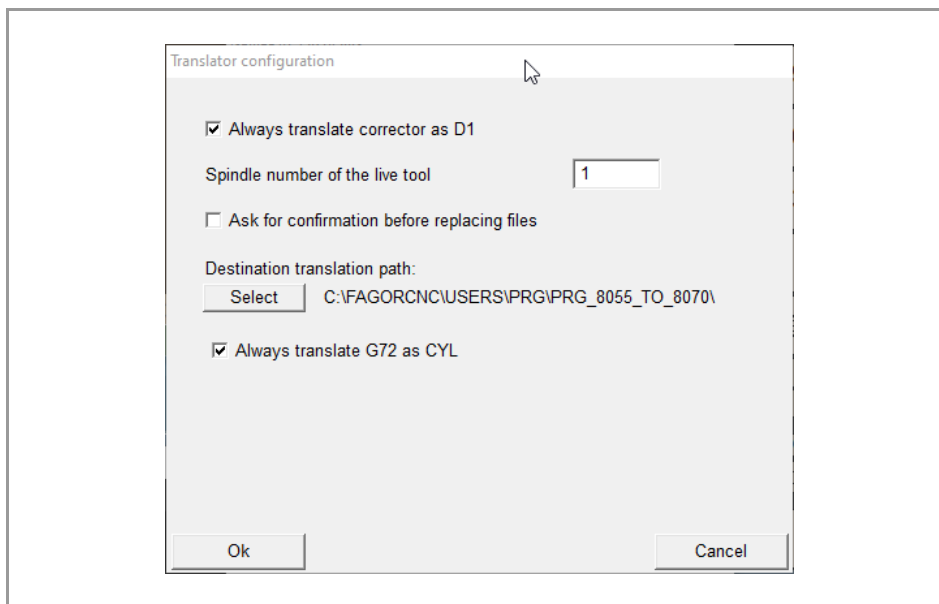 Translator configuration
Always translate corrector as D1
Spindle number of the live tool 1
Ask for confirmation before replacing files
Destination translation path:
Select C:\FAGORCNC\USERS\PRG\PRG_8055_TO_8070\
Always translate G72 as CYL
Ok Cancel